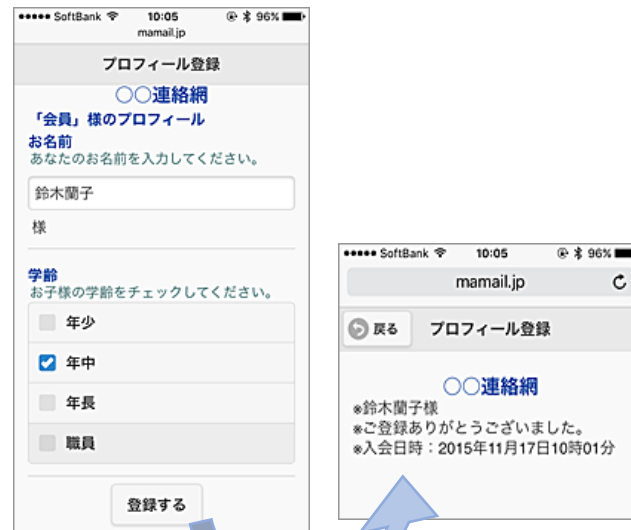 SoftBank 10:05 96%
mamail.jp
プロフィール登録
○○連絡網
「会員」様のプロフィール
お名前
あなたのお名前を入力してください。
鈴木蘭子
様
学齢
お子様の学齢をチェックしてください。
年少
年中
年長
職員
登録する
SoftBank 10:05 96%
mamail.jp
戻る プロフィール登録
○○連絡網
※鈴木蘭子様
※ご登録ありがとうございました。
※入会日時：2015年11月17日10時01分